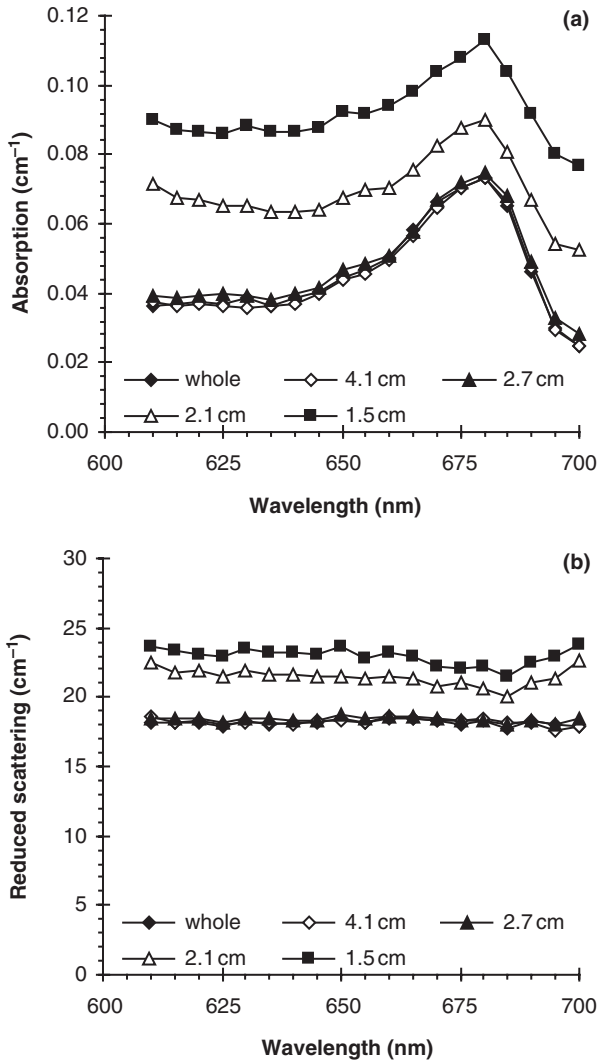 (a)
0.12
0.10
0.08
0.06
0.04
0.02
0.00
Absorption (cm⁻¹)
whole 4.1 cm 2.7 cm
2.1 cm 1.5 cm
600 625 650 675 700
Wavelength (nm)
(b)
30
25
20
15
10
5
0
Reduced scattering (cm⁻¹)
whole 4.1 cm 2.7 cm
2.1 cm 1.5 cm
600 625 650 675 700
Wavelength (nm)